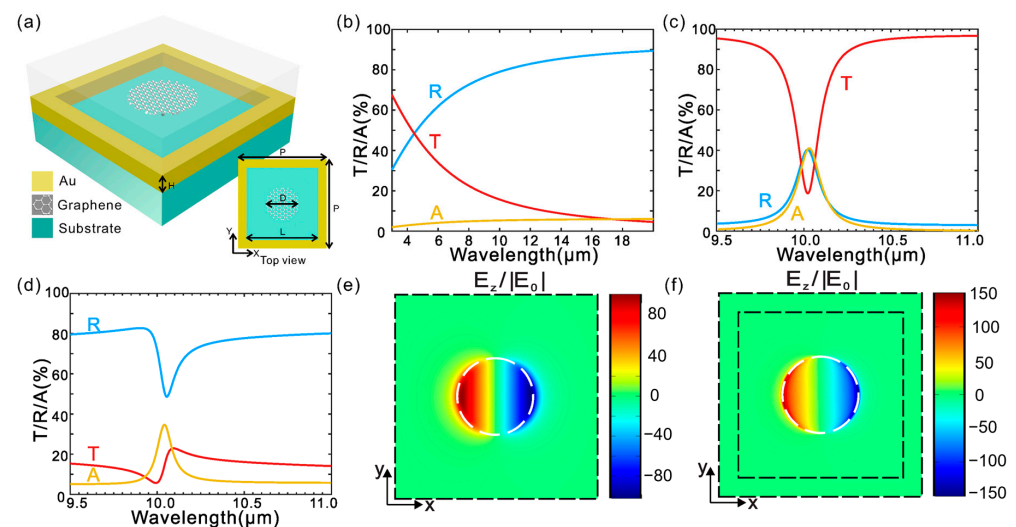 (a)
H
P
D
P
L
Y
X
Top view
Au
Graphene
Substrate
(b)
T/R/A(%)
100
80
60
40
20
0
R
T
A
4 6 8 10 12 14 16 18 20
Wavelength(μm)
(c)
T/R/A(%)
100
80
60
40
20
0
T
R
A
9.5 10.0 10.5 11.0
Wavelength(μm)
(d)
T/R/A(%)
100
80
60
40
20
0
R
T
A
9.5 10.0 10.5 11.0
Wavelength(μm)
(e)
E_z/|E_0|
80
40
0
−40
−80
y
x
(f)
E_z/|E_0|
150
100
50
0
−50
−100
−150
y
x